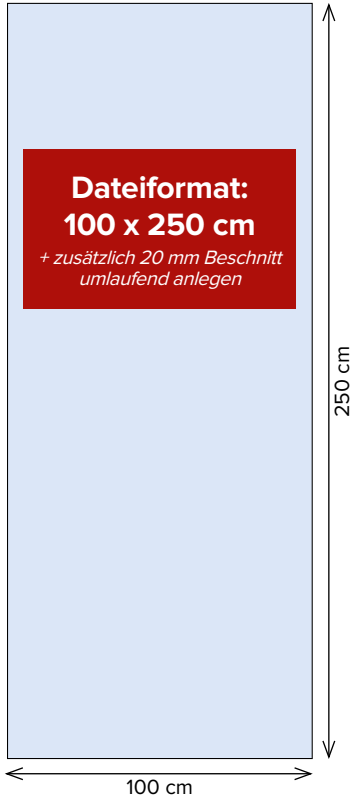 Dateiformat:
100 x 250 cm
+ zusätzlich 20 mm Beschnitt
umlaufend anlegen
250 cm
100 cm